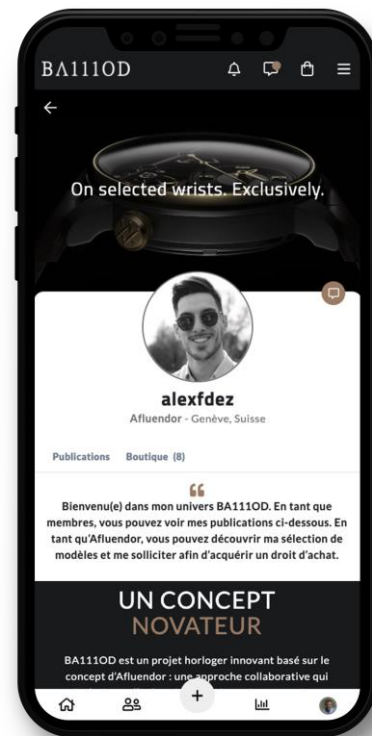 BA111OD
On selected wrists. Exclusively.
alexfdez
Afluendor - Genève, Suisse
Publications Boutique (8)
“
Bienvenu(e) dans mon univers BA111OD. En tant que
membres, vous pouvez voir mes publications ci-dessous. En
tant qu'Afluendor, vous pouvez découvrir ma sélection de
modèles et me solliciter afin d'acquérir un droit d'achat.
UN CONCEPT
NOVATEUR
BA111OD est un projet horloger innovant basé sur le
concept d'Afluendor : une approche collaborative qui
+